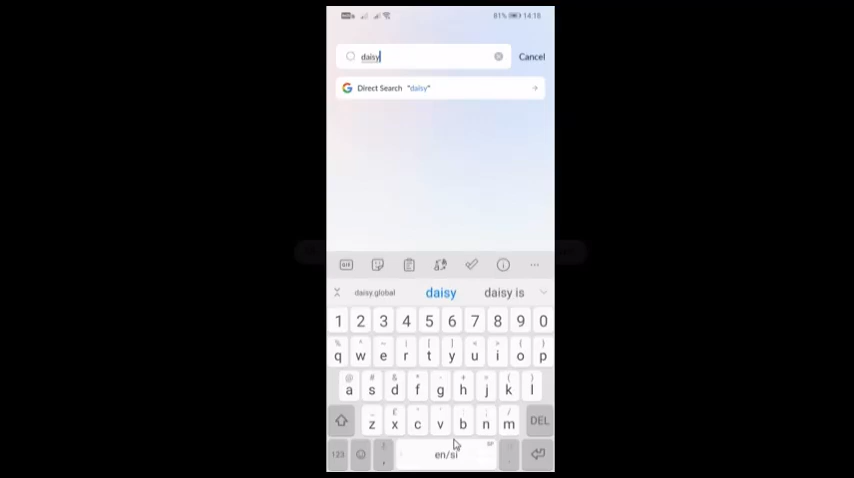 81% 14:18
daisy
Cancel
Direct Search "daisy"
GIF
daisy.global daisy daisy is
1 2 3 4 5 6 7 8 9 0
q w e r t y u i o p
a s d f g h j k l
z x c v b n m DEL
123 , en/si .